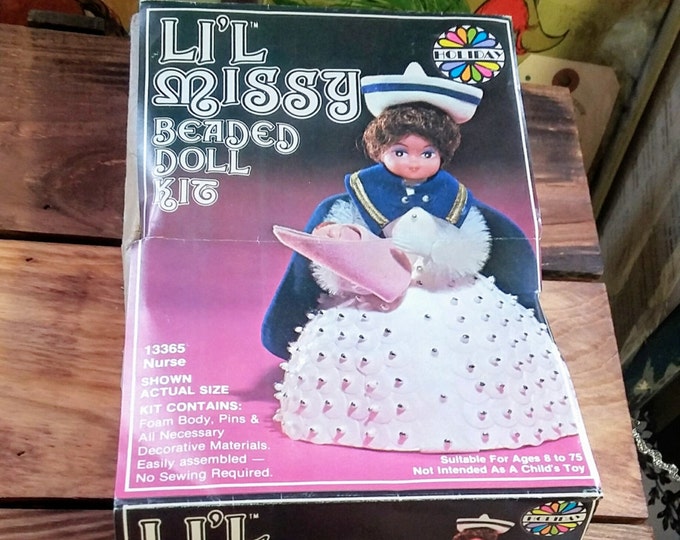 LI'L™
MISSY
BEADED
DOLL
KIT
HOLIDAY
13365
Nurse
SHOWN
ACTUAL SIZE
KIT CONTAINS:
Foam Body, Pins &
All Necessary
Decorative Materials.
Easily assembled —
No Sewing Required.
Suitable For Ages 8 to 75
Not Intended As A Child's Toy
LI'L™
HOLIDAY